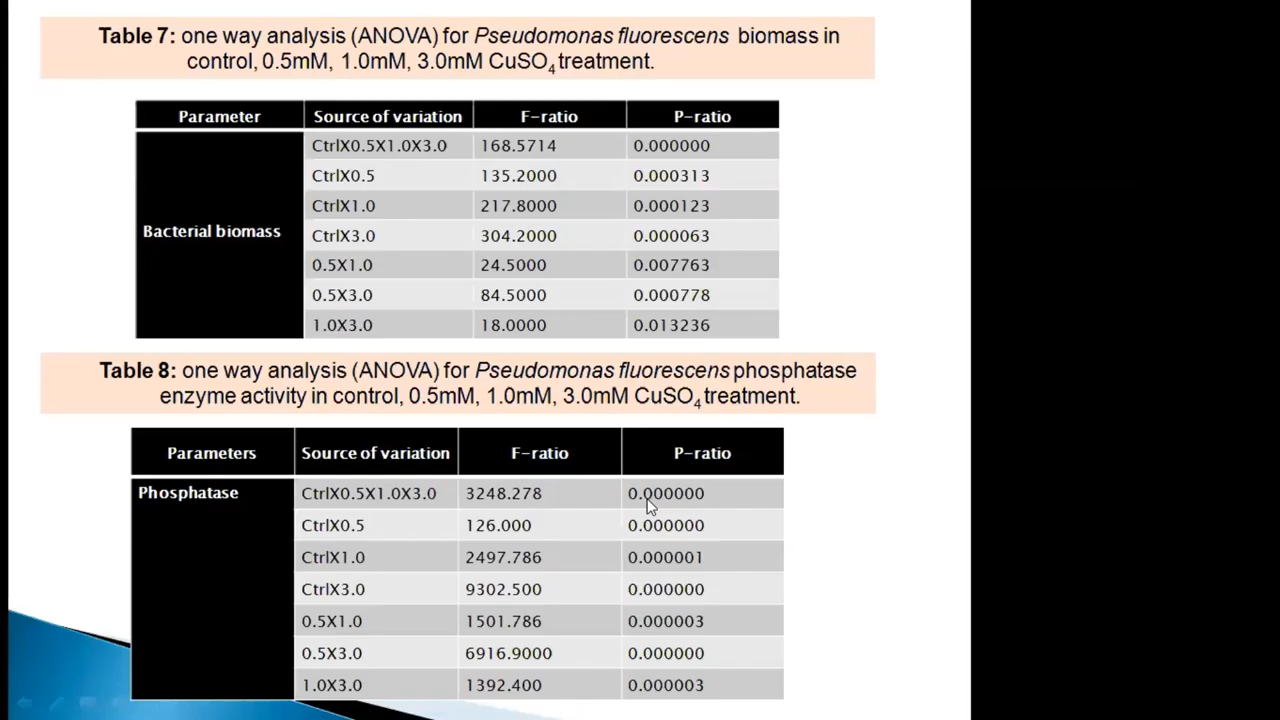 Table 7: one way analysis (ANOVA) for Pseudomonas fluorescens biomass in
control, 0.5mM, 1.0mM, 3.0mM CuSO4 treatment.
Parameter Source of variation F-ratio P-ratio
Bacterial biomass
CtrlX0.5X1.0X3.0 168.5714 0.000000
CtrlX0.5 135.2000 0.000313
CtrlX1.0 217.8000 0.000123
CtrlX3.0 304.2000 0.000063
0.5X1.0 24.5000 0.007763
0.5X3.0 84.5000 0.000778
1.0X3.0 18.0000 0.013236
Table 8: one way analysis (ANOVA) for Pseudomonas fluorescens phosphatase
enzyme activity in control, 0.5mM, 1.0mM, 3.0mM CuSO4 treatment.
Parameters Source of variation F-ratio P-ratio
Phosphatase CtrlX0.5X1.0X3.0 3248.278 0.000000
CtrlX0.5 126.000 0.000000
CtrlX1.0 2497.786 0.000001
CtrlX3.0 9302.500 0.000000
0.5X1.0 1501.786 0.000003
0.5X3.0 6916.9000 0.000000
1.0X3.0 1392.400 0.000003